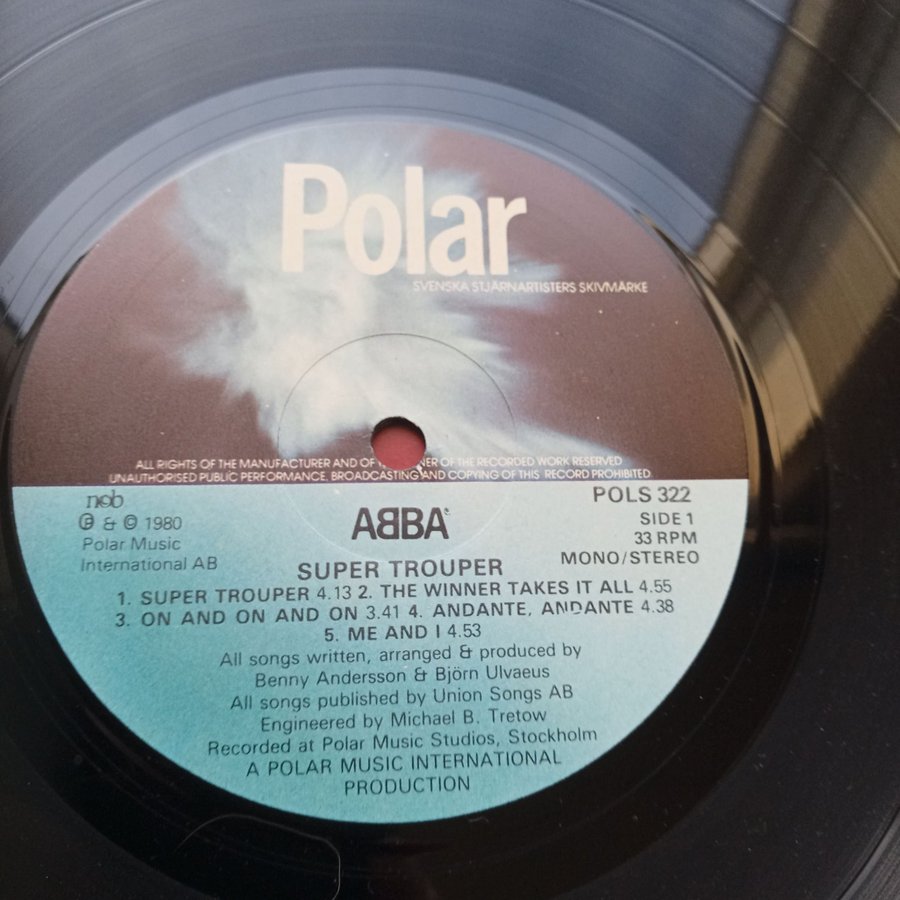 Polar
SVENSKA STJÄRNARTISTERS SKIVMÄRKE
ALL RIGHTS OF THE MANUFACTURER AND OF OWNER OF THE RECORDED WORK RESERVED
UNAUTHORISED PUBLIC PERFORMANCE, BROADCASTING AND COPYING OF THIS RECORD PROHIBITED
ncb
Ⓟ & © 1980
Polar Music
International AB
ABBA
POLS 322
SIDE 1
33 RPM
MONO/STEREO
SUPER TROUPER
1. SUPER TROUPER 4.13 2. THE WINNER TAKES IT ALL 4.55
3. ON AND ON AND ON 3.41 4. ANDANTE, ANDANTE 4.38
5. ME AND I 4.53
All songs written, arranged & produced by
Benny Andersson & Björn Ulvaeus
All songs published by Union Songs AB
Engineered by Michael B. Tretow
Recorded at Polar Music Studios, Stockholm
A POLAR MUSIC INTERNATIONAL
PRODUCTION